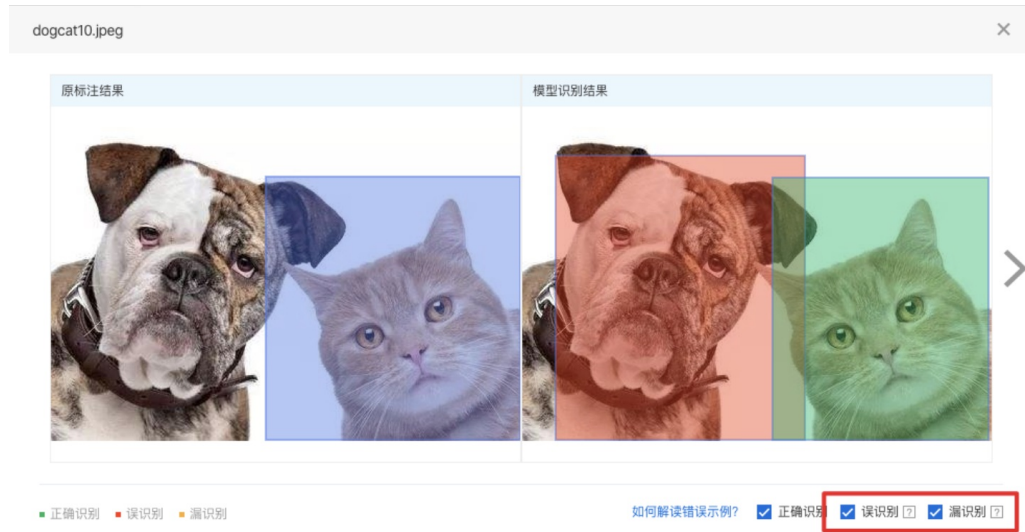 dogcat10.jpeg
原标注结果
模型识别结果
正确识别 误识别 漏识别
如何解读错误示例? 正确识别 误识别 ? 漏识别 ?